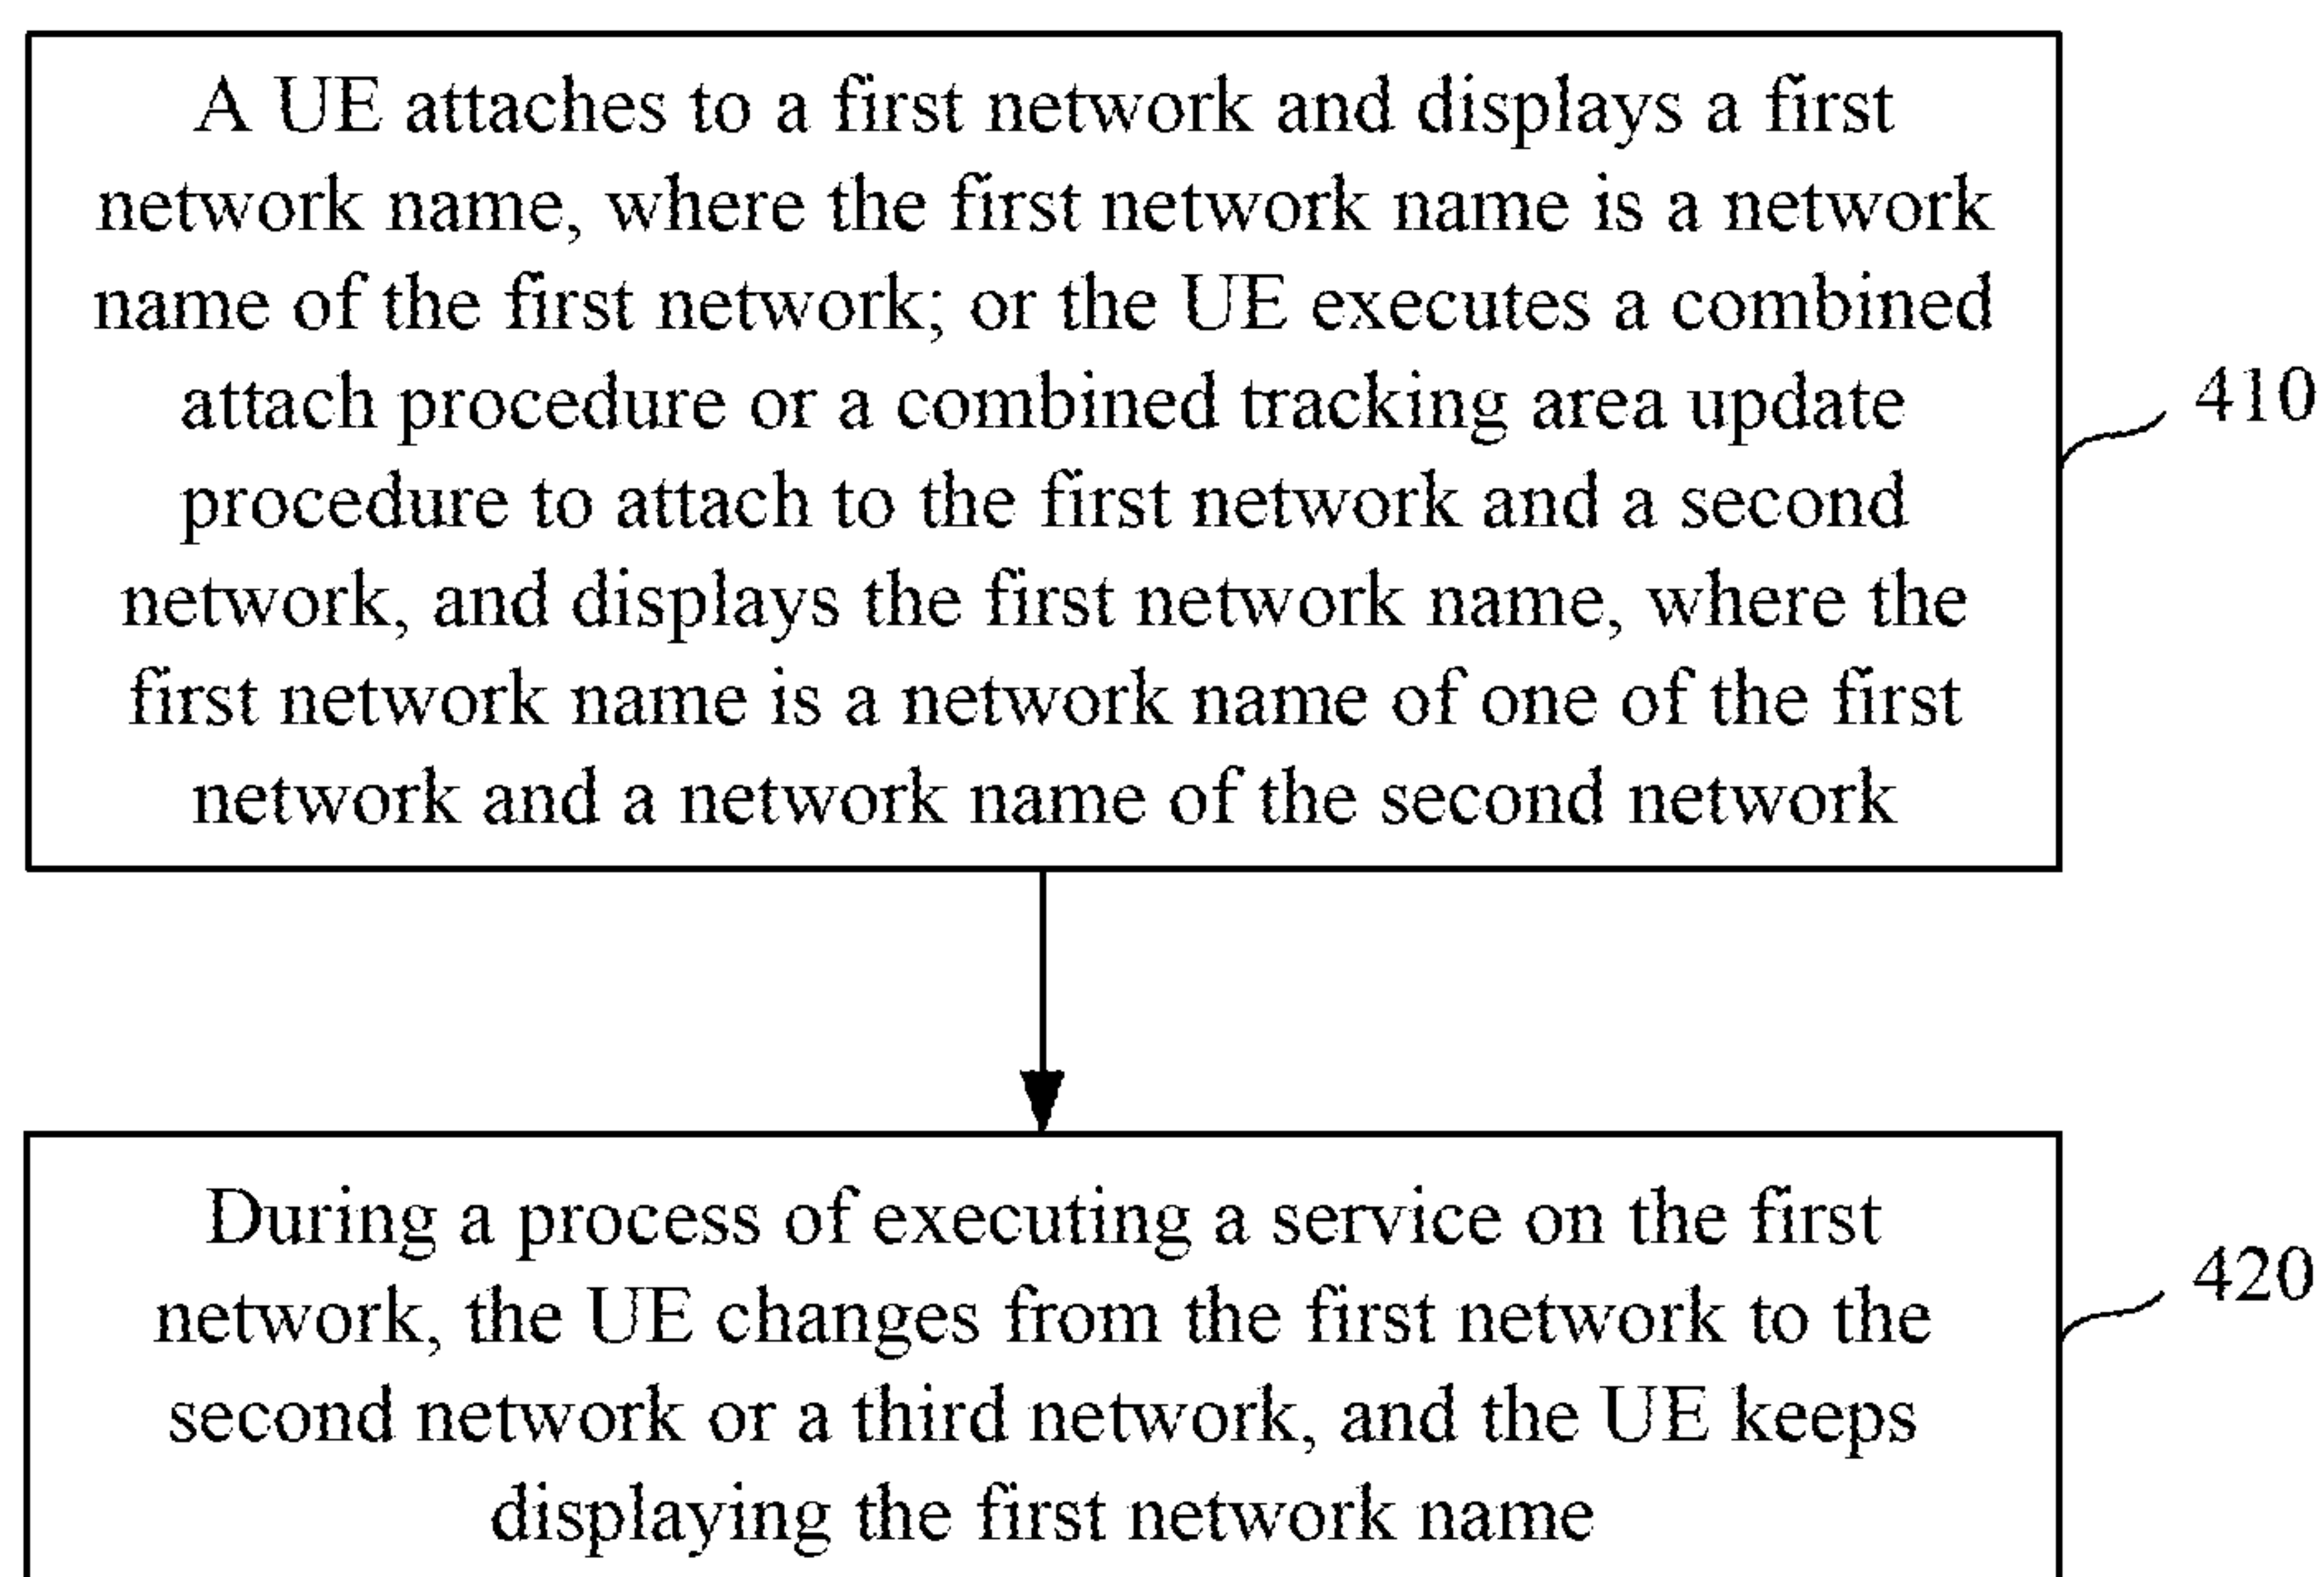 A UE attaches to a first network and displays a first
network name, where the first network name is a network
name of the first network; or the UE executes a combined
attach procedure or a combined tracking area update
procedure to attach to the first network and a second
network, and displays the first network name, where the
first network name is a network name of one of the first
network and a network name of the second network
410
During a process of executing a service on the first
network, the UE changes from the first network to the
second network or a third network, and the UE keeps
displaying the first network name
420